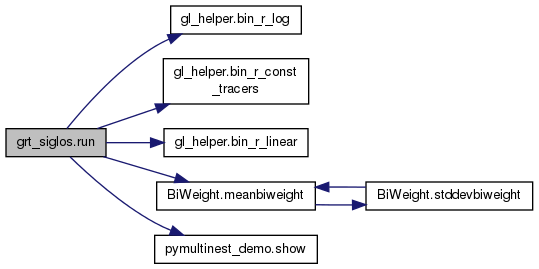 gl_helper.bin_r_log
gl_helper.bin_r_const
_tracers
grt_siglos.run
gl_helper.bin_r_linear
BiWeight.meanbiweight
BiWeight.stddevbiweight
pymultinest_demo.show